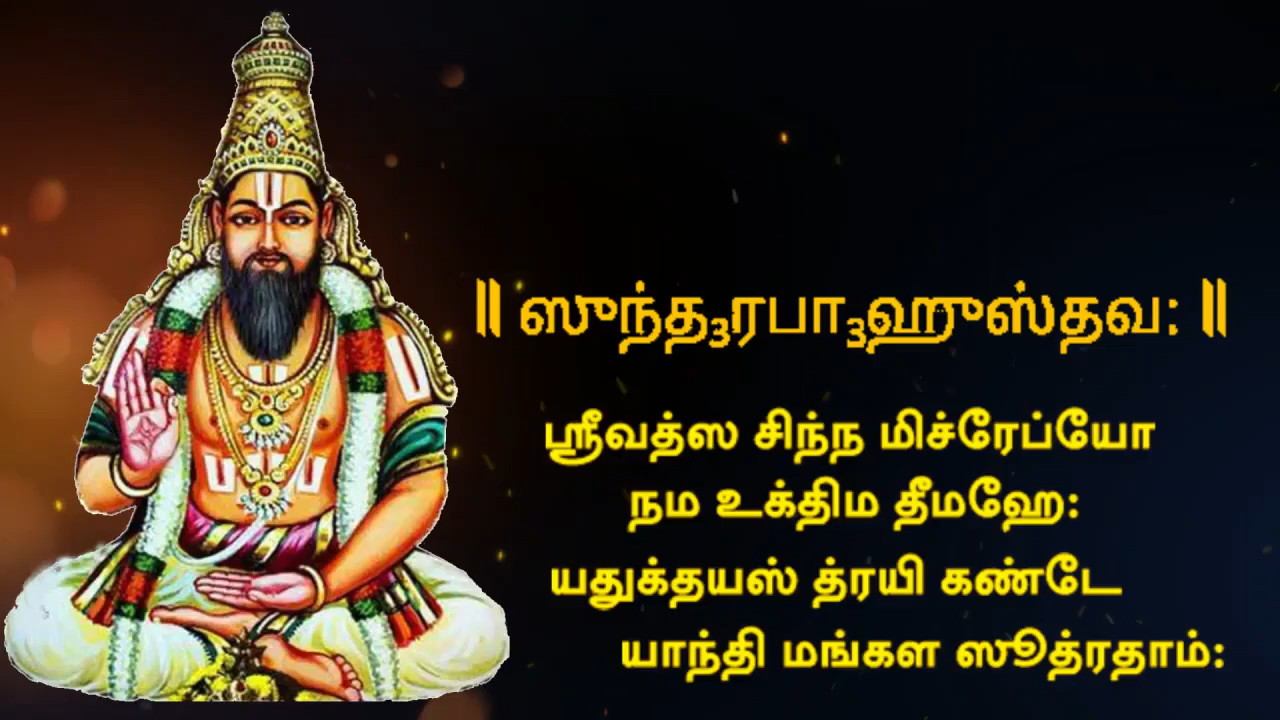 ॥ ஸுந்த₃ரபா₃ஹுஸ்தவ: ॥
ஸ்ரீவத்ஸ சிந்ந மிச்ரேப்யோ
நம உக்திம தீமஹே:
யதுக்தயஸ் த்ரயி கண்டே
யாந்தி மங்கள ஸூத்ரதாம்: